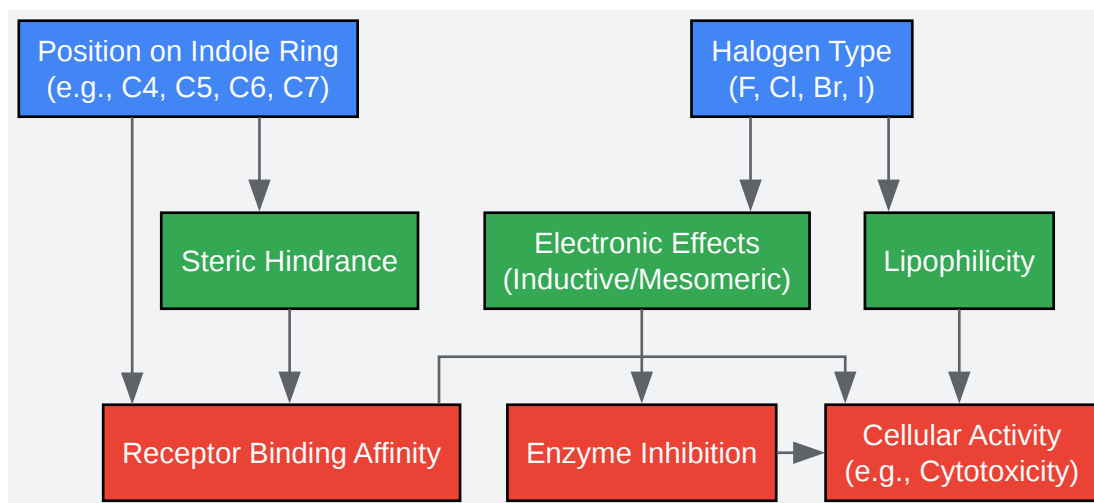 Position on Indole Ring
(e.g., C4, C5, C6, C7)
Halogen Type
(F, Cl, Br, I)
Steric Hindrance
Electronic Effects
(Inductive/Mesomeric)
Lipophilicity
Receptor Binding Affinity
Enzyme Inhibition
Cellular Activity
(e.g., Cytotoxicity)